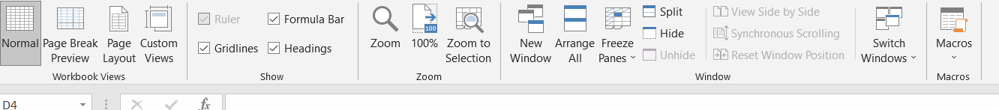 Normal
Page Break
Preview
Page
Layout
Custom
Views
Workbook Views
Ruler
Formula Bar
Gridlines
Headings
Show
Zoom
100
100%
Zoom to
Selection
Zoom
New
Window
Arrange
All
Freeze
Panes
Split
Hide
Unhide
View Side by Side
Synchronous Scrolling
Reset Window Position
Switch
Windows
Window
Macros
Macros
D4
fx